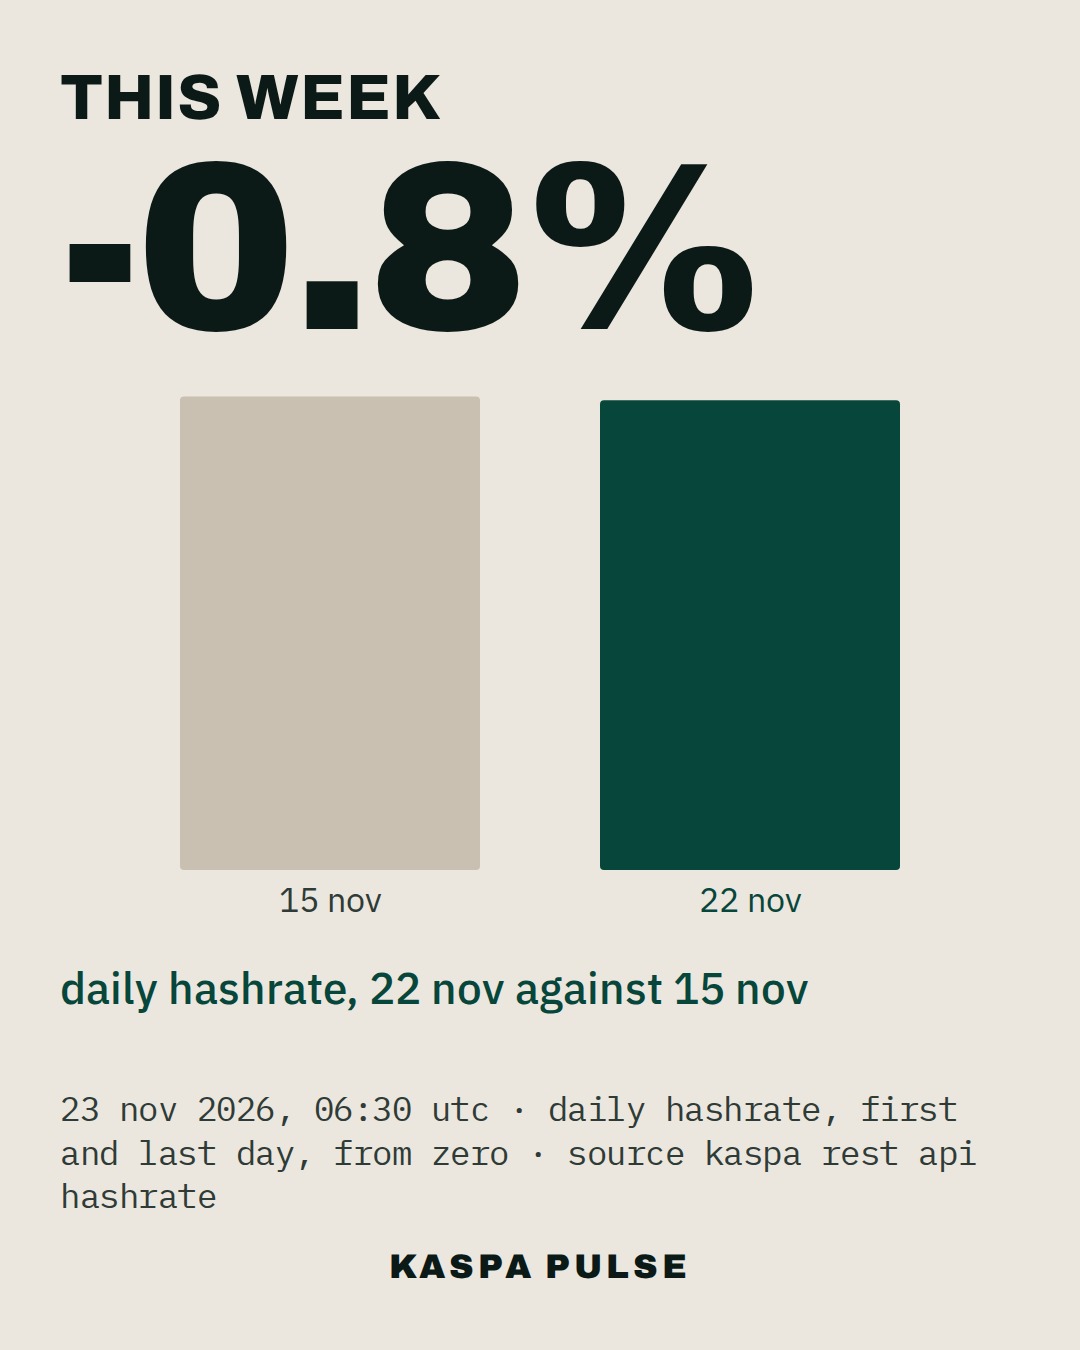 THIS WEEK
-0.8%
15 nov
22 nov
daily hashrate, 22 nov against 15 nov
23 nov 2026, 06:30 utc · daily hashrate, first
and last day, from zero · source kaspa rest api
hashrate
KASPA PULSE